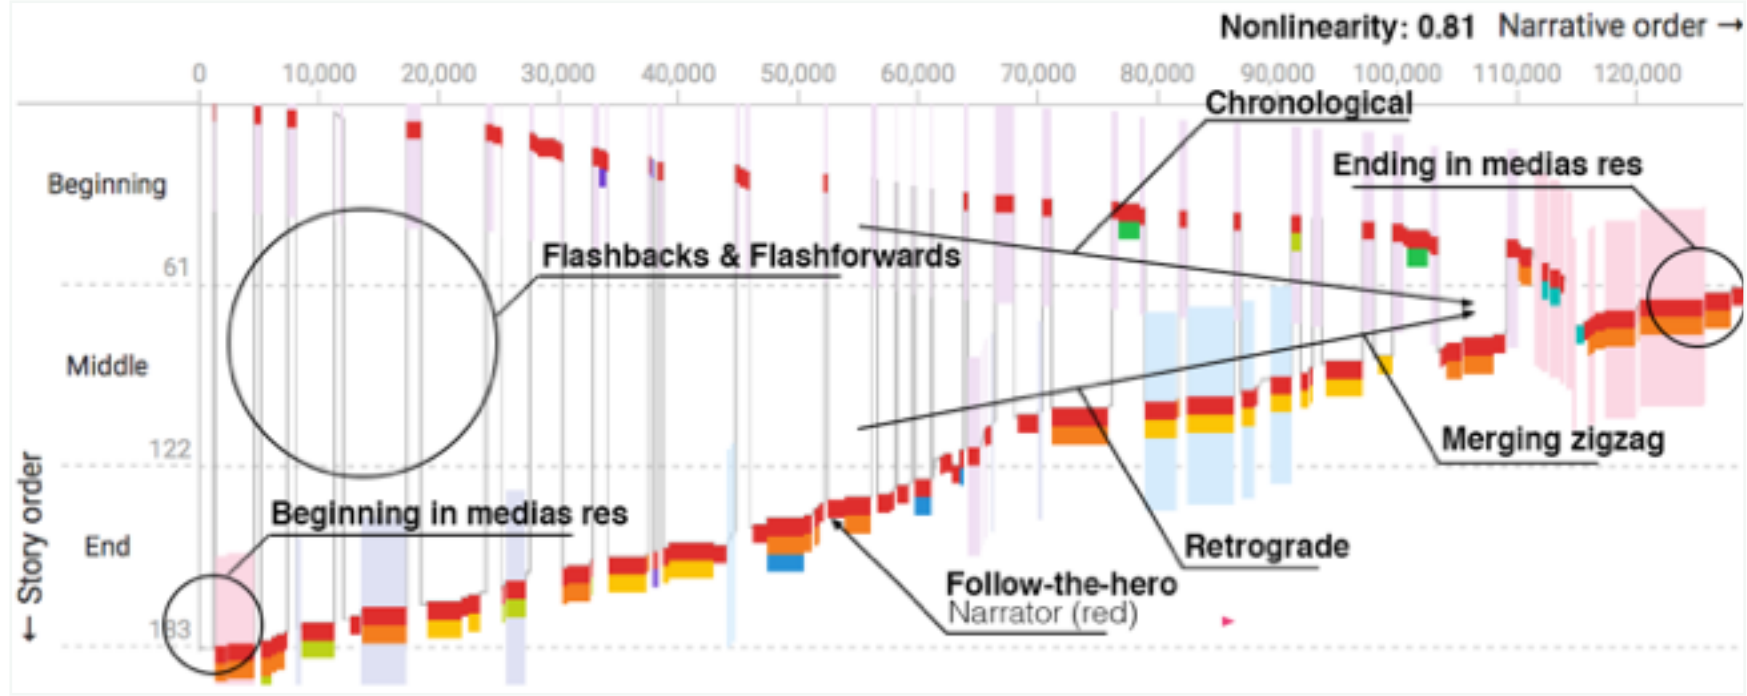 Nonlinearity: 0.81 Narrative order →
0 10,000 20,000 30,000 40,000 50,000 60,000 70,000 80,000 90,000 100,000 110,000 120,000
Chronological
Ending in medias res
Beginning
Flashbacks & Flashforwards
61
Middle
Merging zigzag
122
Beginning in medias res
End
Retrograde
Follow-the-hero
Narrator (red)
183
← Story order